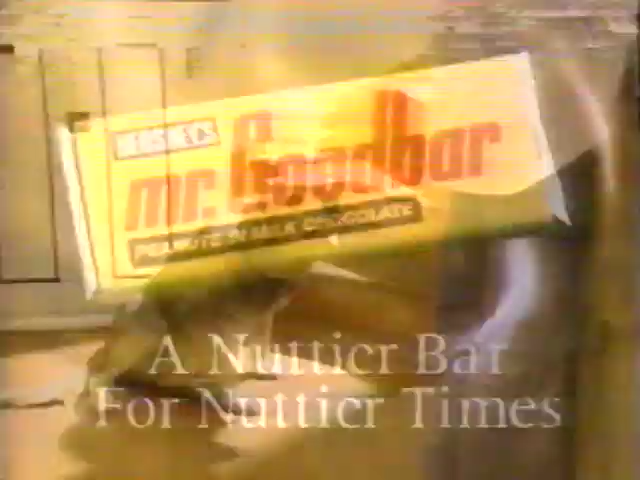 HERSHEY'S
mr. Goodbar
PEANUTS IN MILK CHOCOLATE
A Nuttier Bar
For Nuttier Times